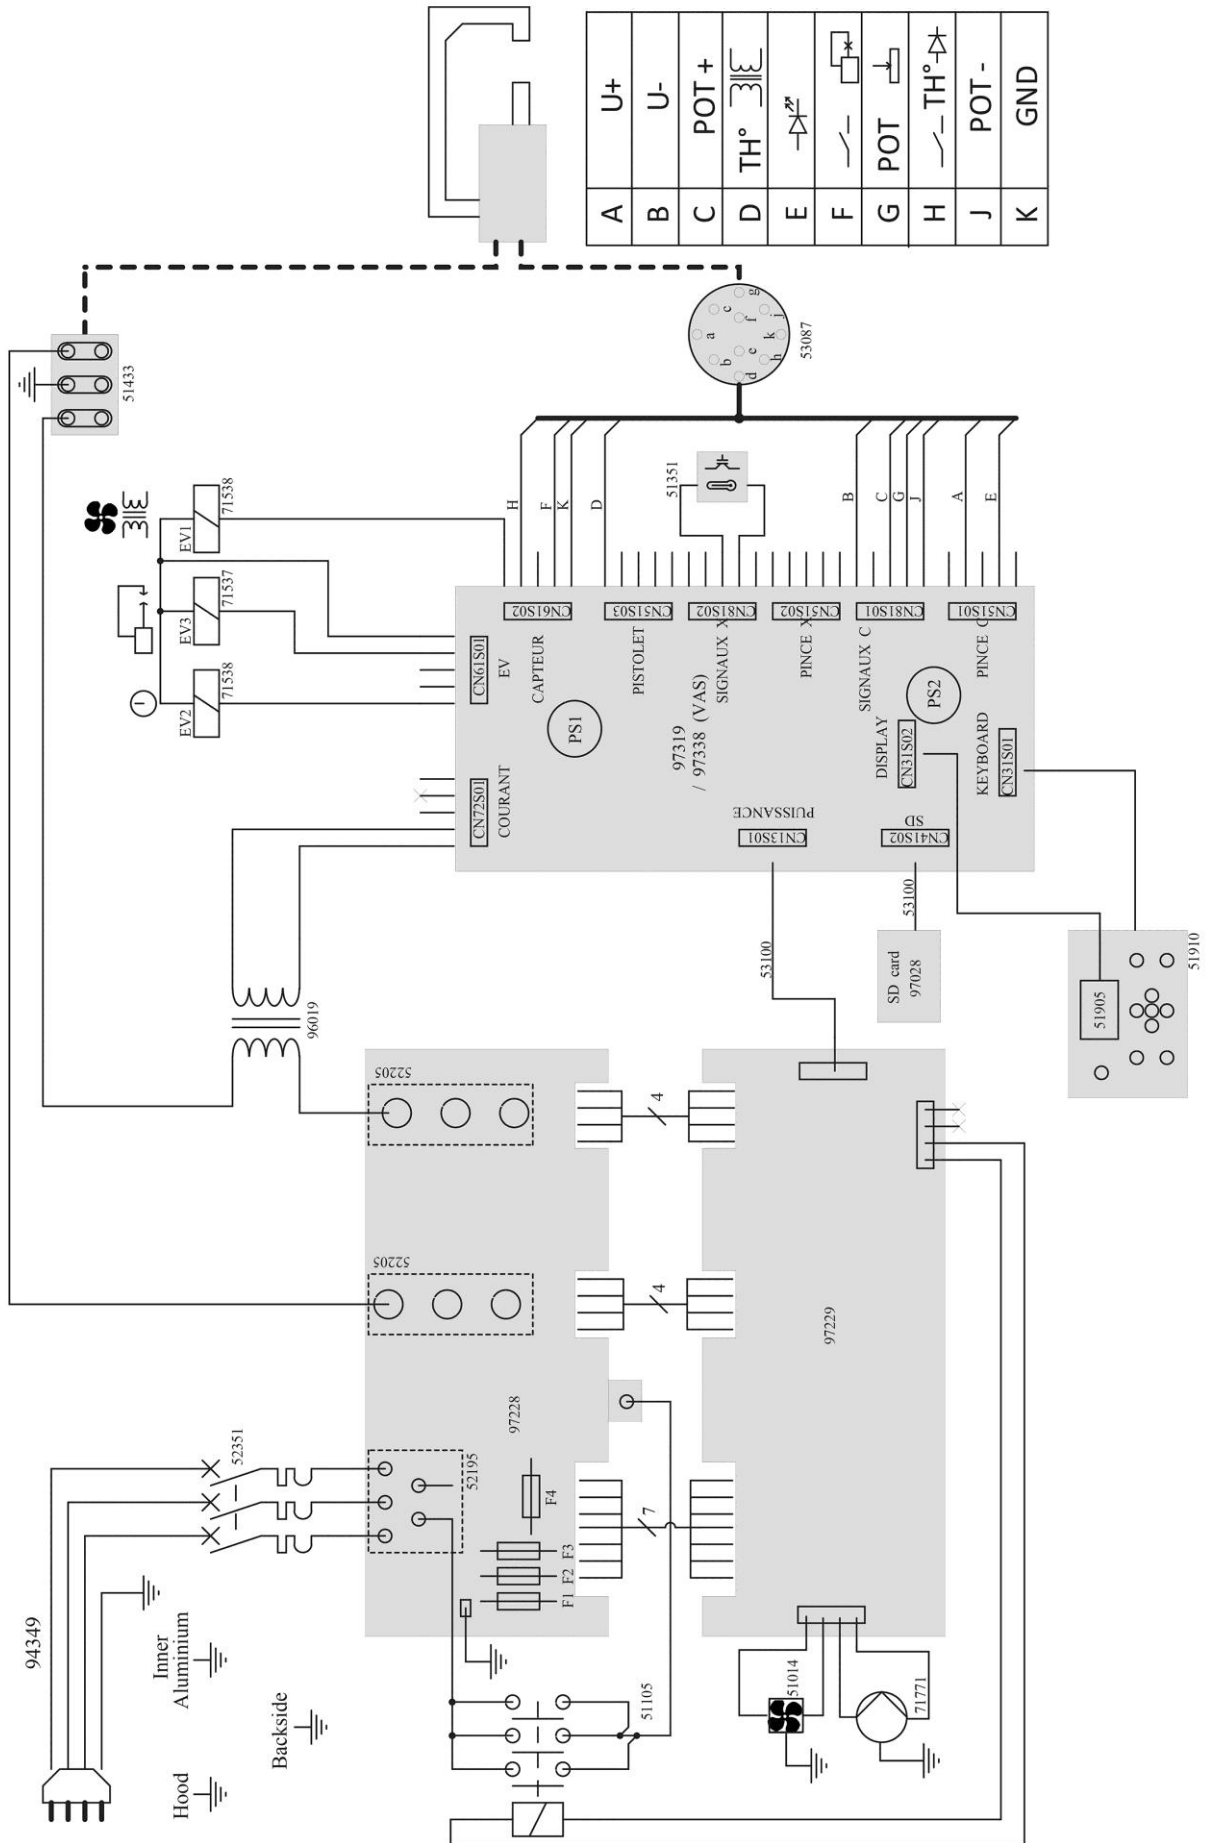 A U+
B U-
C POT +
D TH°
E
F
G POT
H TH°
J POT -
K GND
51433
53087
a
b
c
d
e
f
g
h
j
k
EV1
71538
EV3
71537
EV2
71538
H
F
K
D
51351
B
C
G
J
A
E
CN61S01
EV
CN61S02
CAPTEUR
CN51S03
PISTOLET
CN81S02
SIGNAUX X
CN51S02
PINCE X
CN81S01
SIGNAUX C
CN51S01
PINCE C
CN72S01
COURANT
PS1
97319
/ 97338 (VAS)
PS2
DISPLAY
CN31S02
KEYBOARD
CN31S01
PUISSANCE
CN13S01
SD
CN41S02
96019
53100
53100
SD card
97028
51905
51910
52205
52205
4
4
7
97229
97228
52351
52195
F4
F3
F2
F1
94349
Inner
Aluminium
Backside
Hood
51105
51014
71771